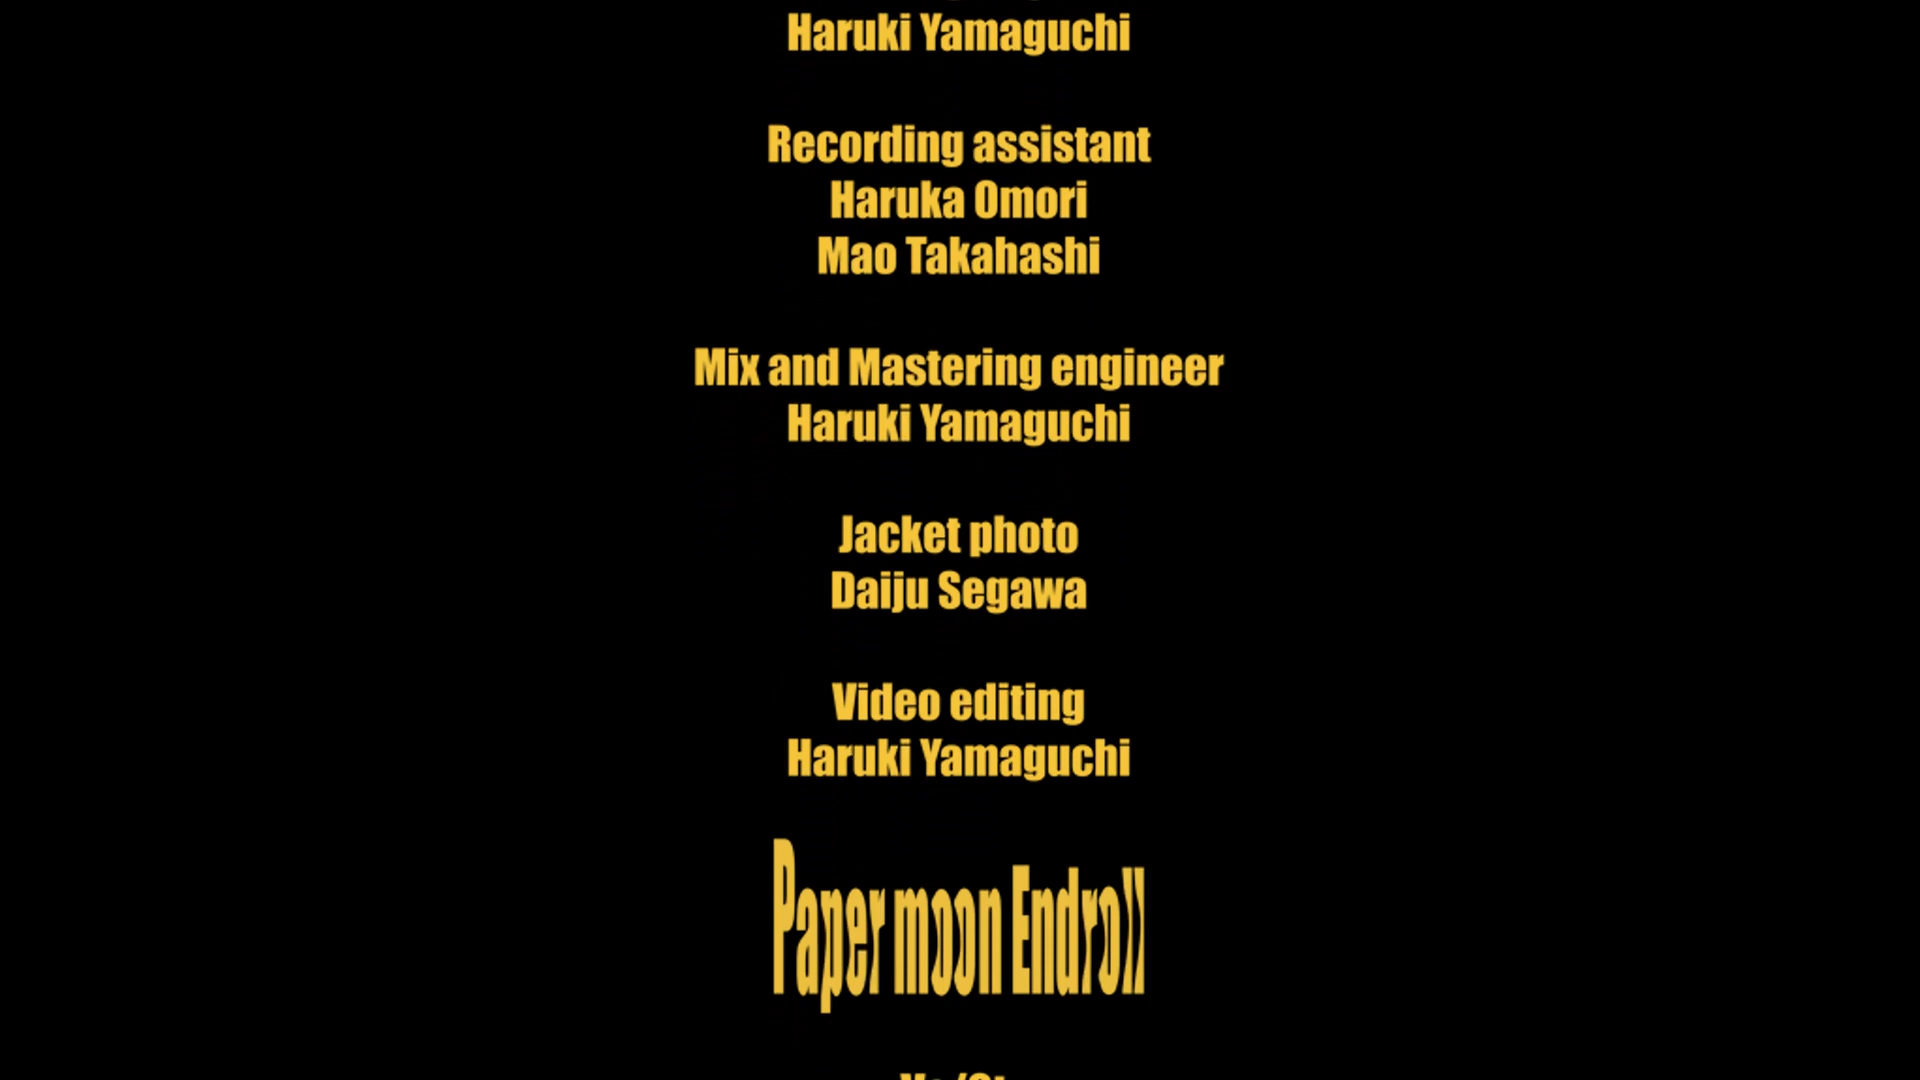 Haruki Yamaguchi
Recording assistant
Haruka Omori
Mao Takahashi
Mix and Mastering engineer
Haruki Yamaguchi
Jacket photo
Daiju Segawa
Video editing
Haruki Yamaguchi
Paper moon Endroll